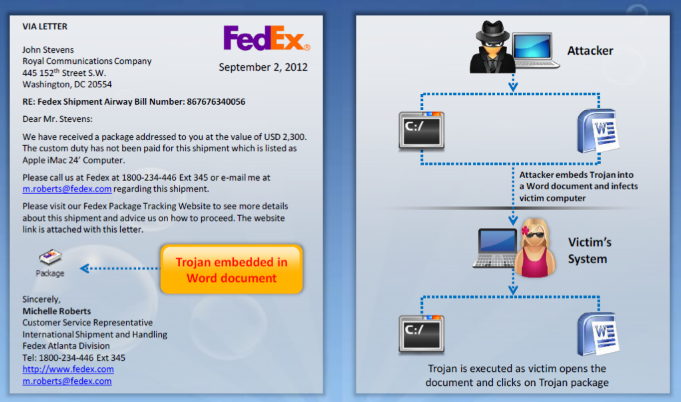 VIA LETTER
FedEx®
John Stevens
Royal Communications Company
445 152th Street S.W.
Washington, DC 20554
September 2, 2012
RE: Fedex Shipment Airway Bill Number: 867676340056
Dear Mr. Stevens:
We have received a package addressed to you at the value of USD 2,300.
The custom duty has not been paid for this shipment which is listed as
Apple iMac 24’ Computer.
Please call us at Fedex at 1800-234-446 Ext 345 or e-mail me at
m.roberts@fedex.com regarding this shipment.
Please visit our Fedex Package Tracking Website to see more details
about this shipment and advice us on how to proceed. The website
link is attached with this letter.
Package
Trojan embedded in
Word document
Sincerely,
Michelle Roberts
Customer Service Representative
International Shipment and Handling
Fedex Atlanta Division
Tel: 1800-234-446 Ext 345
http://www.fedex.com
m.roberts@fedex.com
Attacker
C:/
W
Attacker embeds Trojan into
a Word document and infects
victim computer
Victim’s
System
C:/
W
Trojan is executed as victim opens the
document and clicks on Trojan package